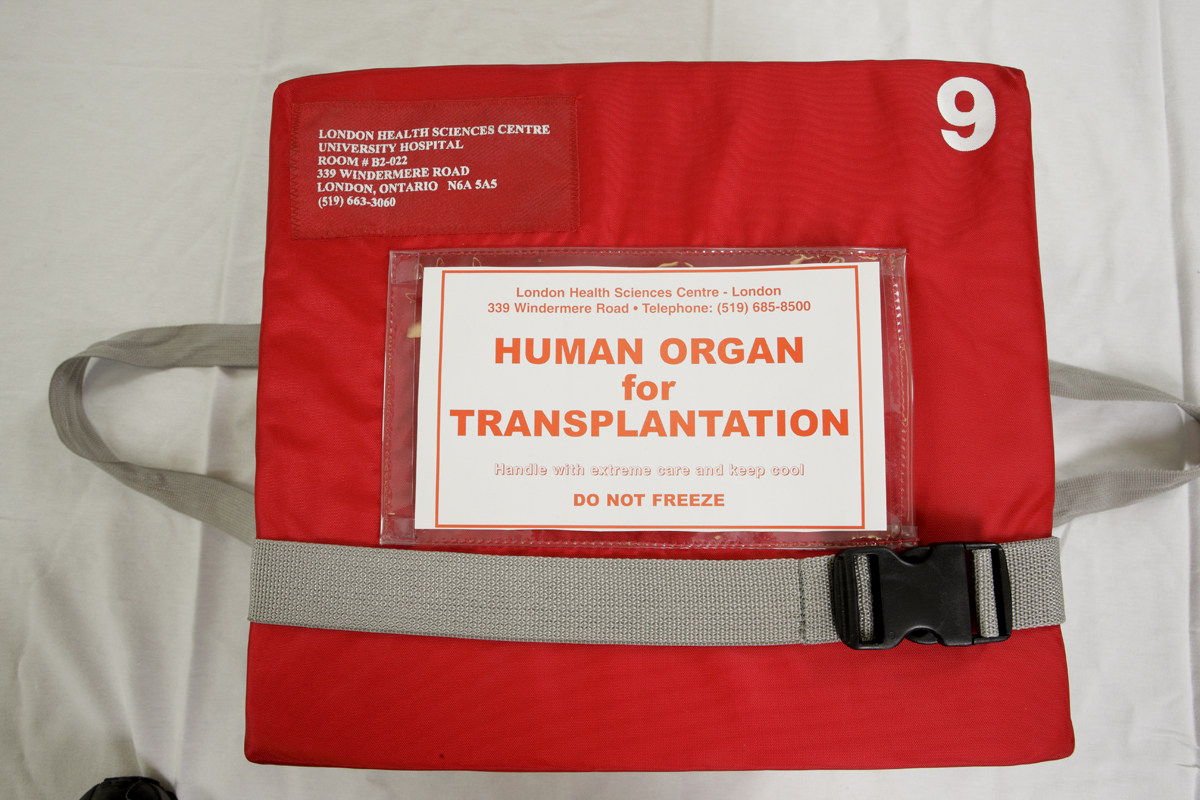 LONDON HEALTH SCIENCES CENTRE
UNIVERSITY HOSPITAL
ROOM # B2-022
339 WINDERMERE ROAD
LONDON, ONTARIO N6A 5A5
(519) 663-3060
9
London Health Sciences Centre - London
339 Windermere Road • Telephone: (519) 685-8500
HUMAN ORGAN
for
TRANSPLANTATION
Handle with extreme care and keep cool
DO NOT FREEZE